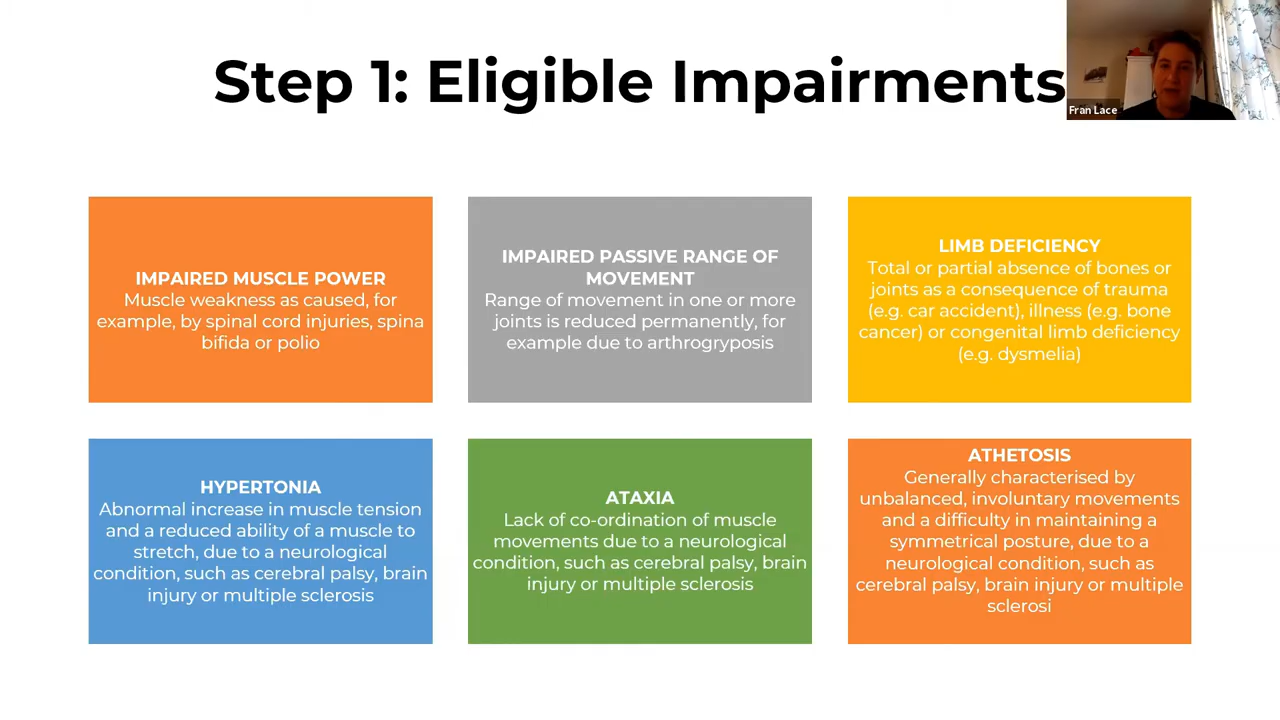 Step 1: Eligible Impairments
Fran Lace
IMPAIRED MUSCLE POWER
Muscle weakness as caused, for
example, by spinal cord injuries, spina
bifida or polio
IMPAIRED PASSIVE RANGE OF
MOVEMENT
Range of movement in one or more
joints is reduced permanently, for
example due to arthrogryposis
LIMB DEFICIENCY
Total or partial absence of bones or
joints as a consequence of trauma
(e.g. car accident), illness (e.g. bone
cancer) or congenital limb deficiency
(e.g. dysmelia)
HYPERTONIA
Abnormal increase in muscle tension
and a reduced ability of a muscle to
stretch, due to a neurological
condition, such as cerebral palsy, brain
injury or multiple sclerosis
ATAXIA
Lack of co-ordination of muscle
movements due to a neurological
condition, such as cerebral palsy, brain
injury or multiple sclerosis
ATHETOSIS
Generally characterised by
unbalanced, involuntary movements
and a difficulty in maintaining a
symmetrical posture, due to a
neurological condition, such as
cerebral palsy, brain injury or multiple
sclerosi